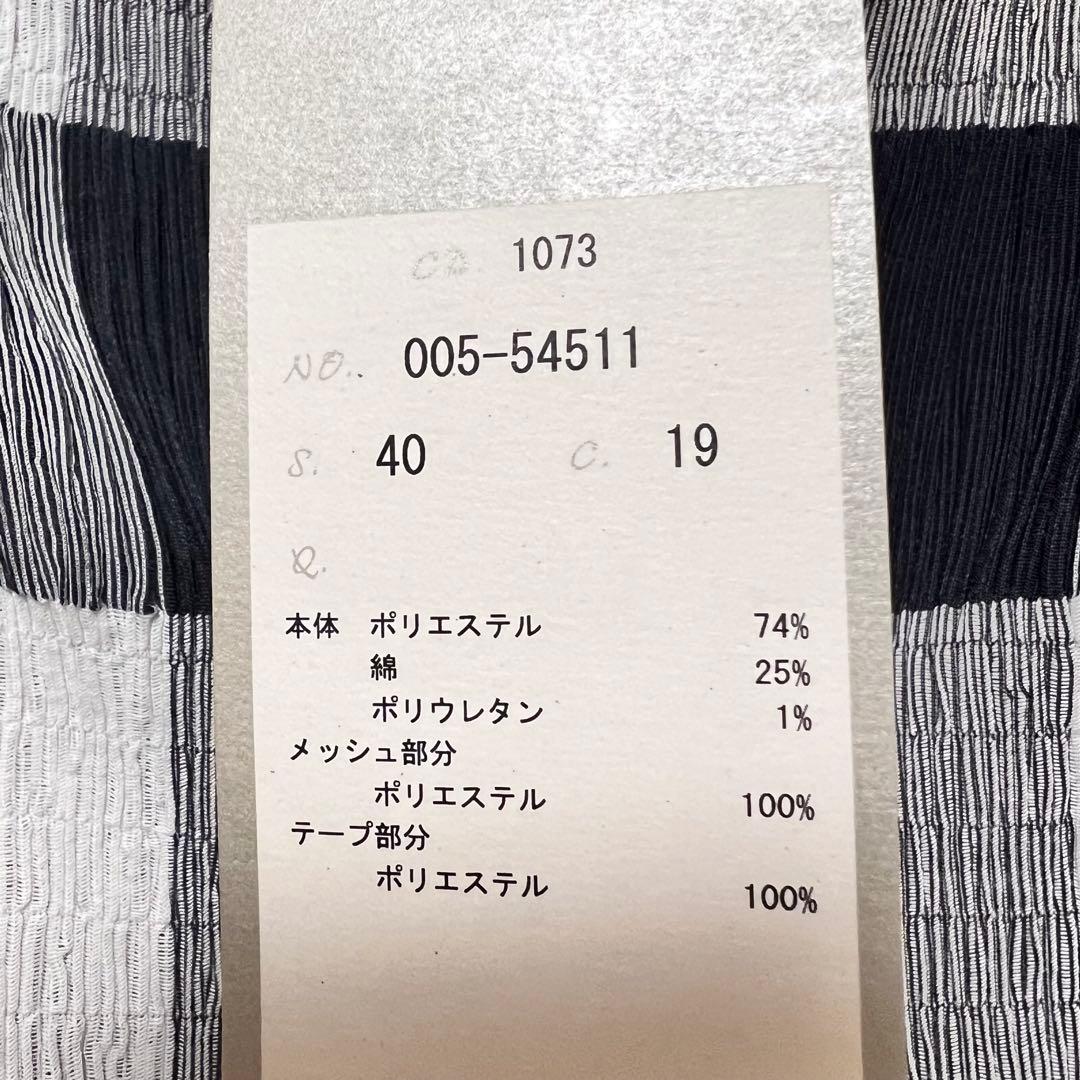 CD. 1073
NO. 005-54511
S. 40 C. 19
Q.
本体 ポリエステル 74%
綿 25%
ポリウレタン 1%
メッシュ部分
ポリエステル 100%
テープ部分
ポリエステル 100%